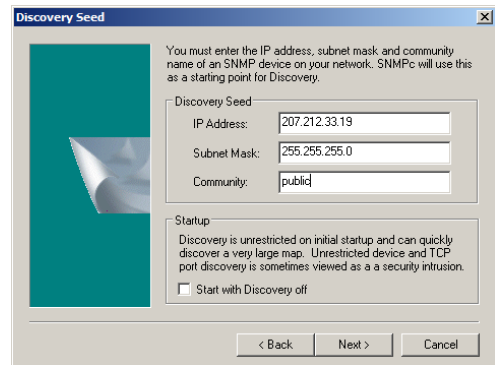 Discovery Seed
You must enter the IP address, subnet mask and community
name of an SNMP device on your network. SNMPc will use this
as a starting point for Discovery.
Discovery Seed
IP Address: 207.212.33.19
Subnet Mask: 255.255.255.0
Community: public
Startup
Discovery is unrestricted on initial startup and can quickly
discover a very large map. Unrestricted device and TCP
port discovery is sometimes viewed as a a security intrusion.
Start with Discovery off
< Back Next > Cancel